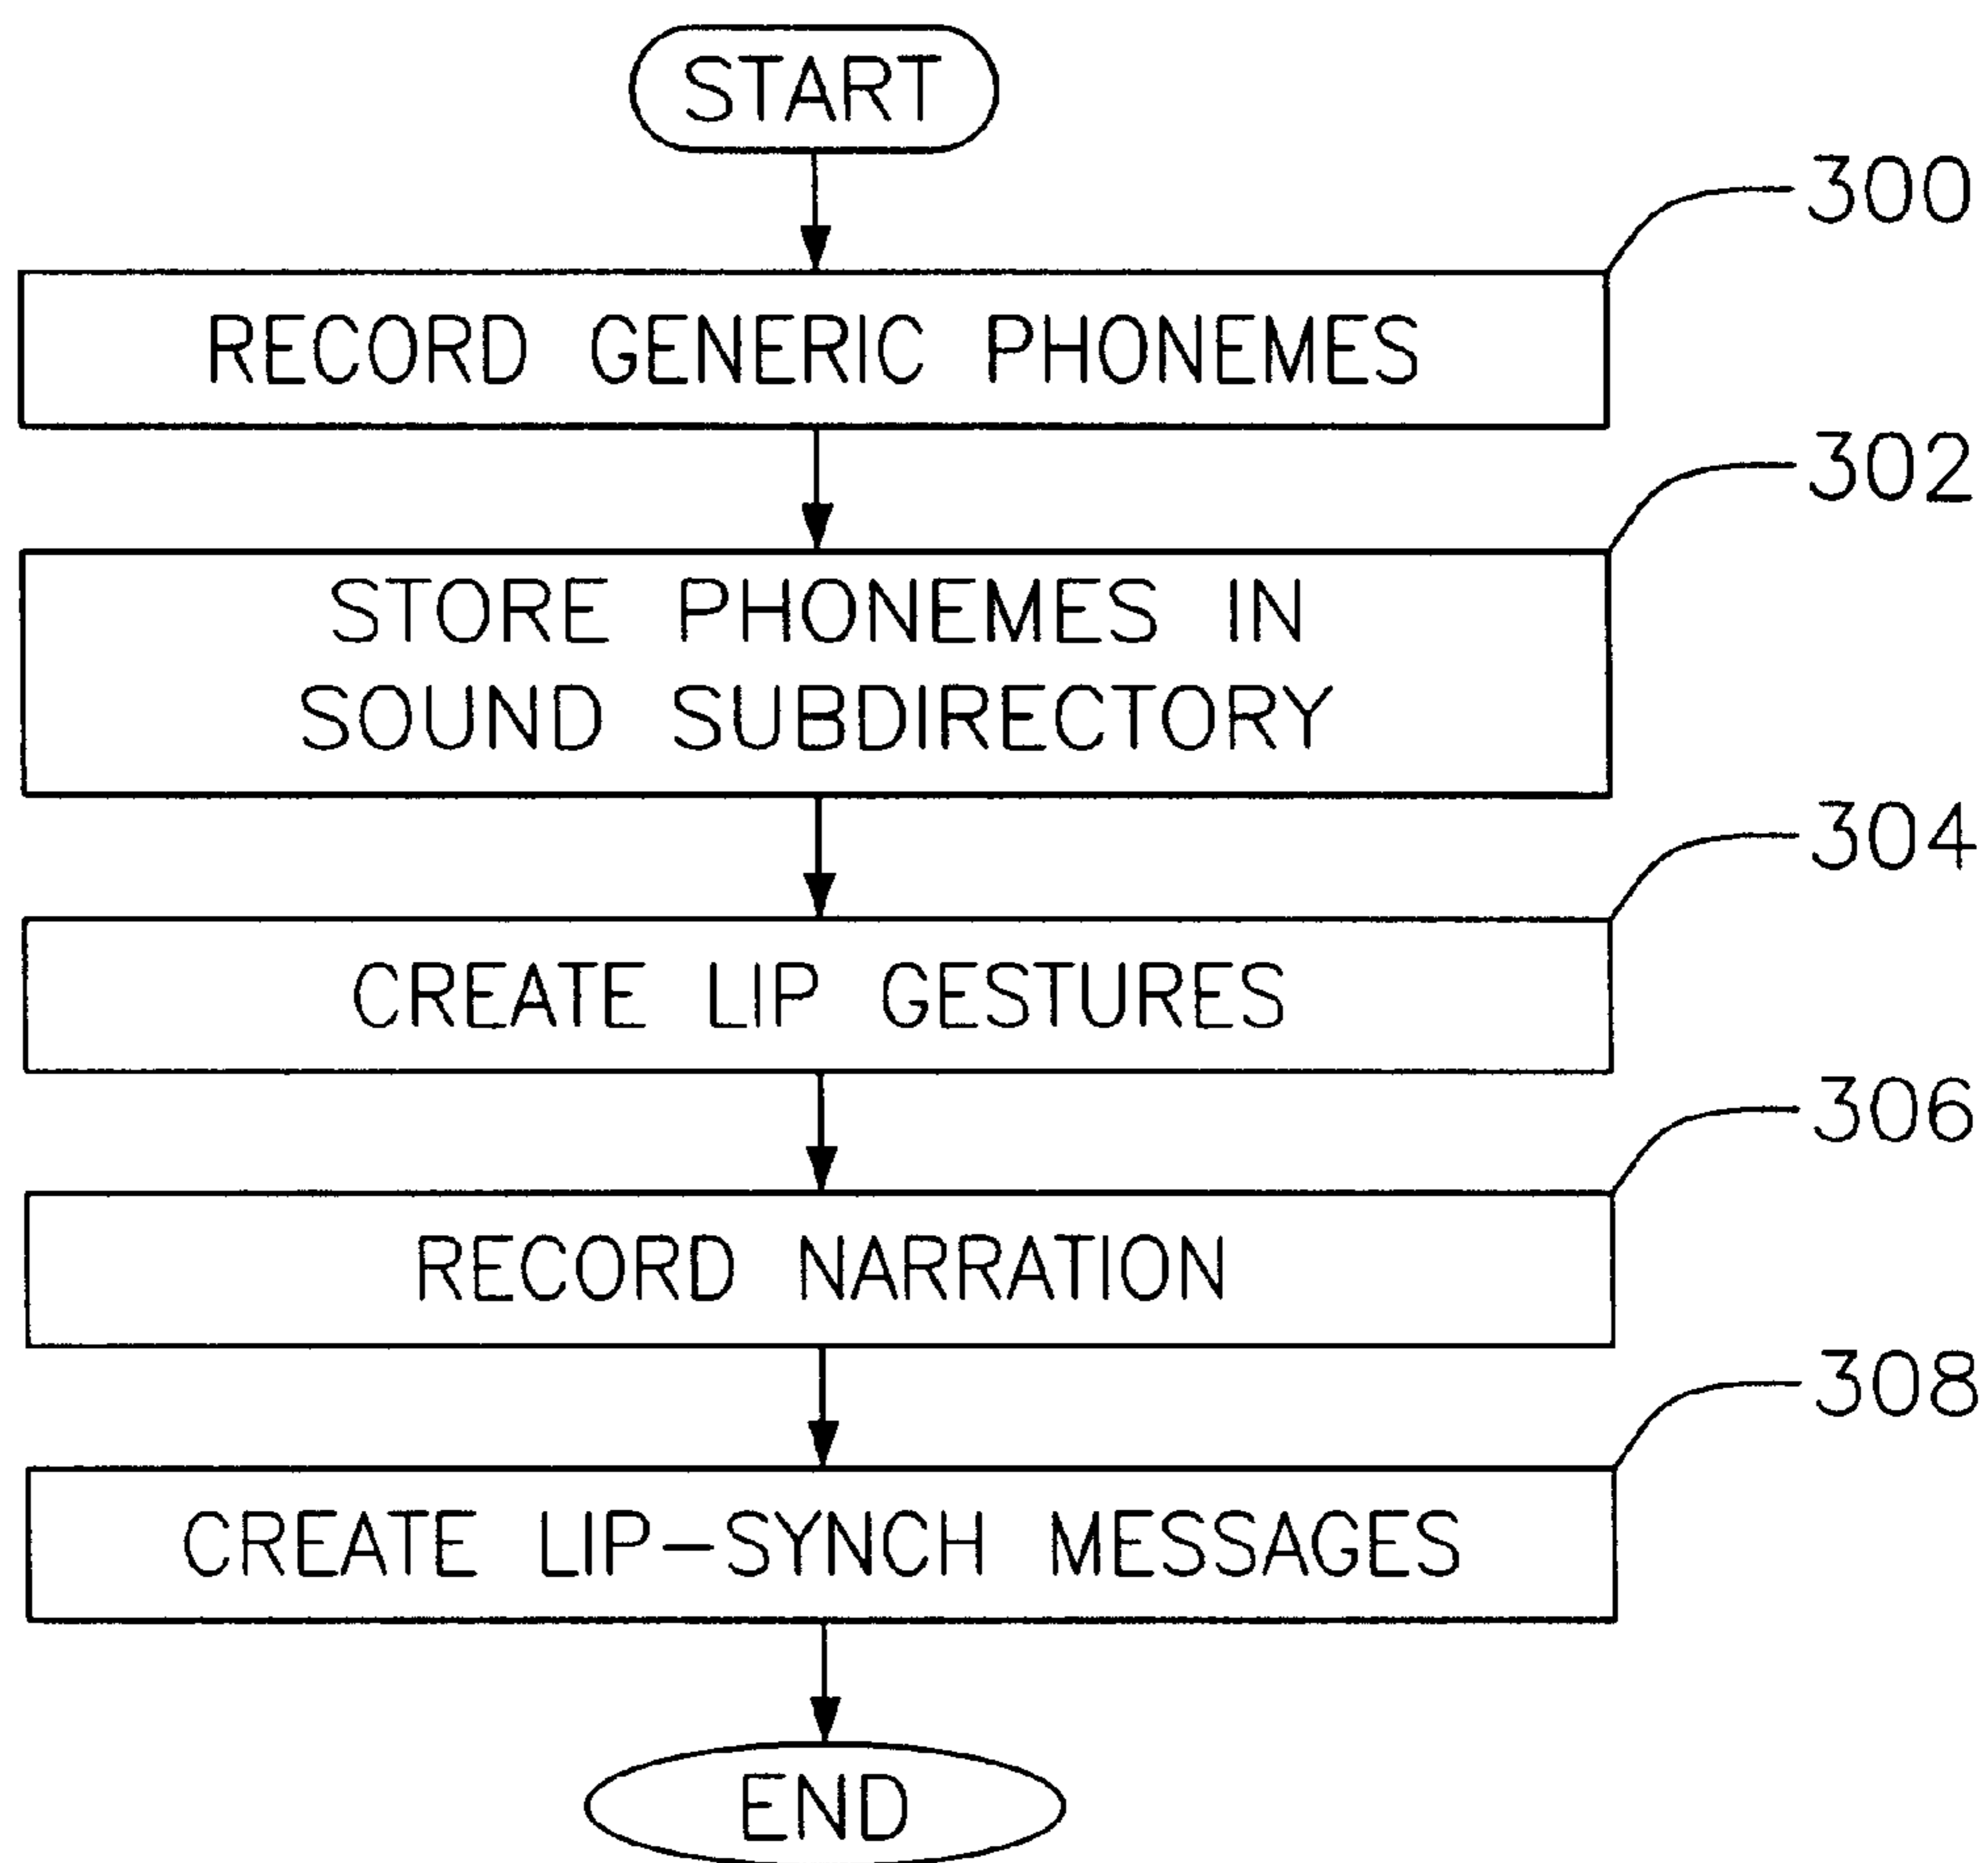 START
300
RECORD GENERIC PHONEMES
302
STORE PHONEMES IN
SOUND SUBDIRECTORY
304
CREATE LIP GESTURES
306
RECORD NARRATION
308
CREATE LIP-SYNCH MESSAGES
END